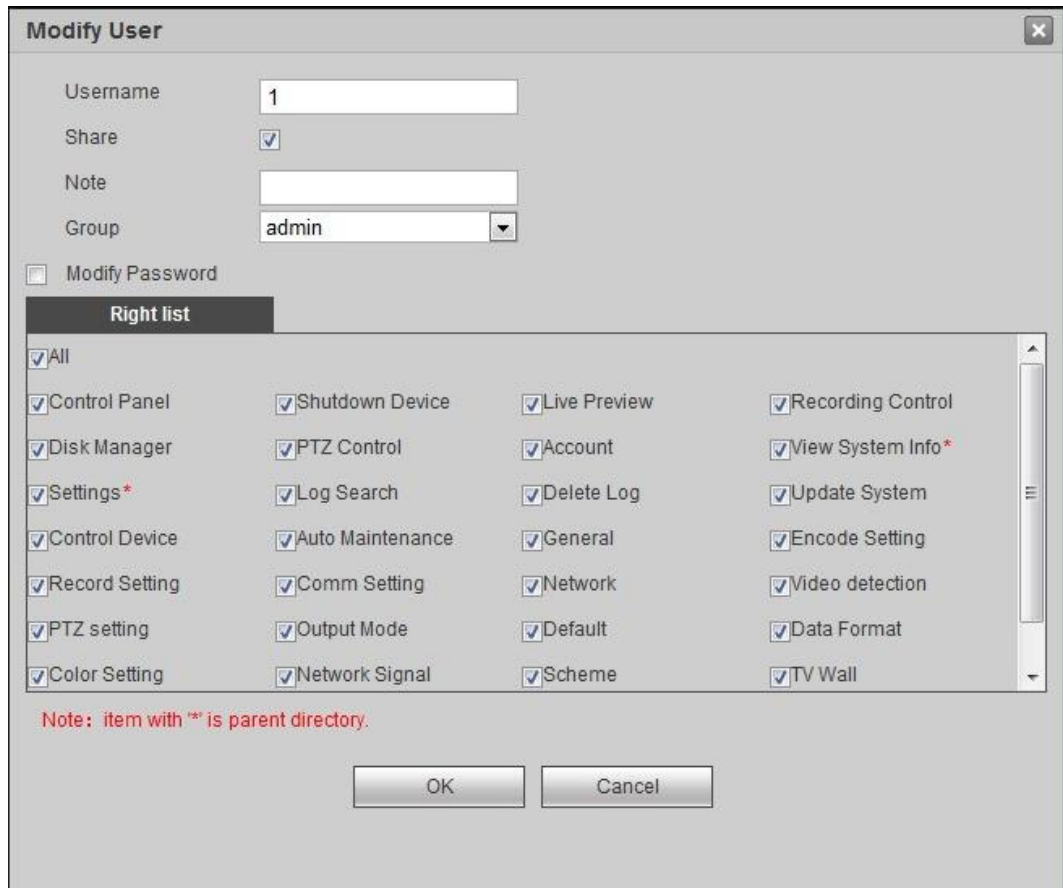 Modify User
Username 1
Share
Note
Group admin
Modify Password
Right list
All
Control Panel Shutdown Device Live Preview Recording Control
Disk Manager PTZ Control Account View System Info*
Settings* Log Search Delete Log Update System
Control Device Auto Maintenance General Encode Setting
Record Setting Comm Setting Network Video detection
PTZ setting Output Mode Default Data Format
Color Setting Network Signal Scheme TV Wall
Note：item with '*' is parent directory.
OK Cancel